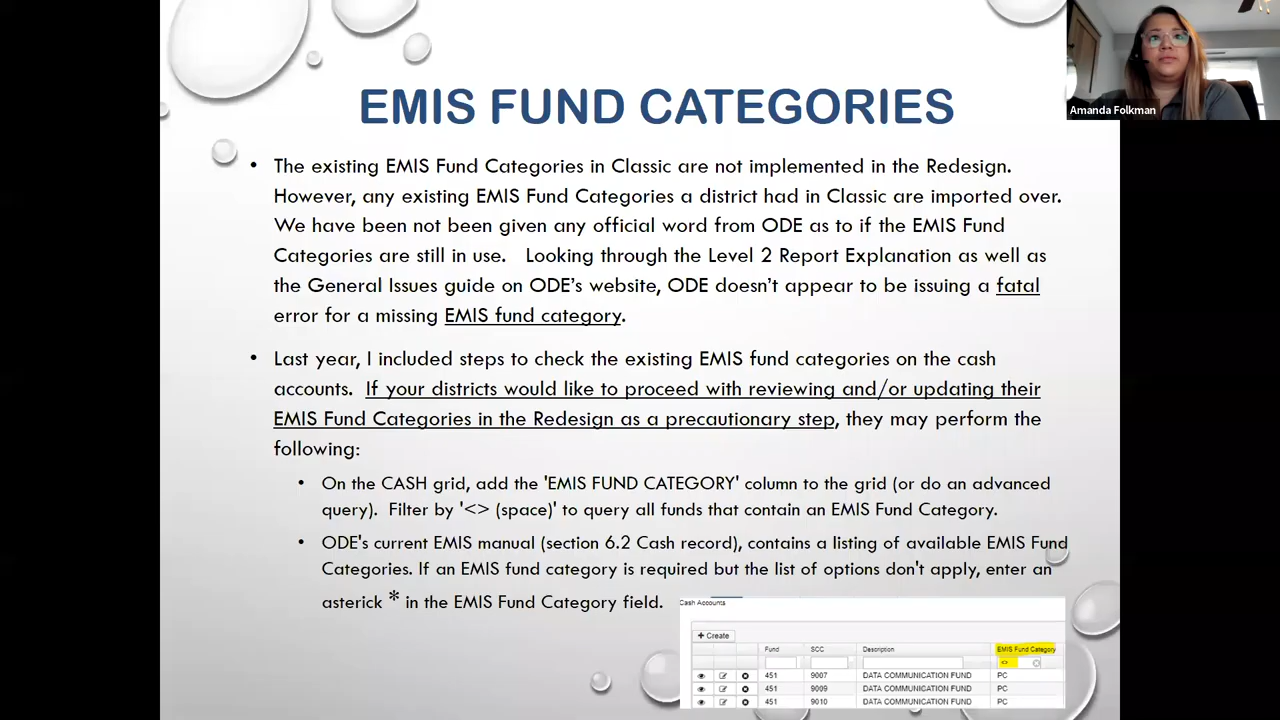 Amanda Folkman
EMIS FUND CATEGORIES
• The existing EMIS Fund Categories in Classic are not implemented in the Redesign.
However, any existing EMIS Fund Categories a district had in Classic are imported over.
We have been not been given any official word from ODE as to if the EMIS Fund
Categories are still in use. Looking through the Level 2 Report Explanation as well as
the General Issues guide on ODE's website, ODE doesn't appear to be issuing a fatal
error for a missing EMIS fund category.
• Last year, I included steps to check the existing EMIS fund categories on the cash
accounts. If your districts would like to proceed with reviewing and/or updating their
EMIS Fund Categories in the Redesign as a precautionary step, they may perform the
following:
• On the CASH grid, add the 'EMIS FUND CATEGORY' column to the grid (or do an advanced
query). Filter by '<> (space)' to query all funds that contain an EMIS Fund Category.
• ODE's current EMIS manual (section 6.2 Cash record), contains a listing of available EMIS Fund
Categories. If an EMIS fund category is required but the list of options don't apply, enter an
asterick * in the EMIS Fund Category field.
Cash Accounts
+ Create
Fund SCC Description EMIS Fund Category
<>
451 9007 DATA COMMUNICATION FUND PC
451 9009 DATA COMMUNICATION FUND PC
451 9010 DATA COMMUNICATION FUND PC